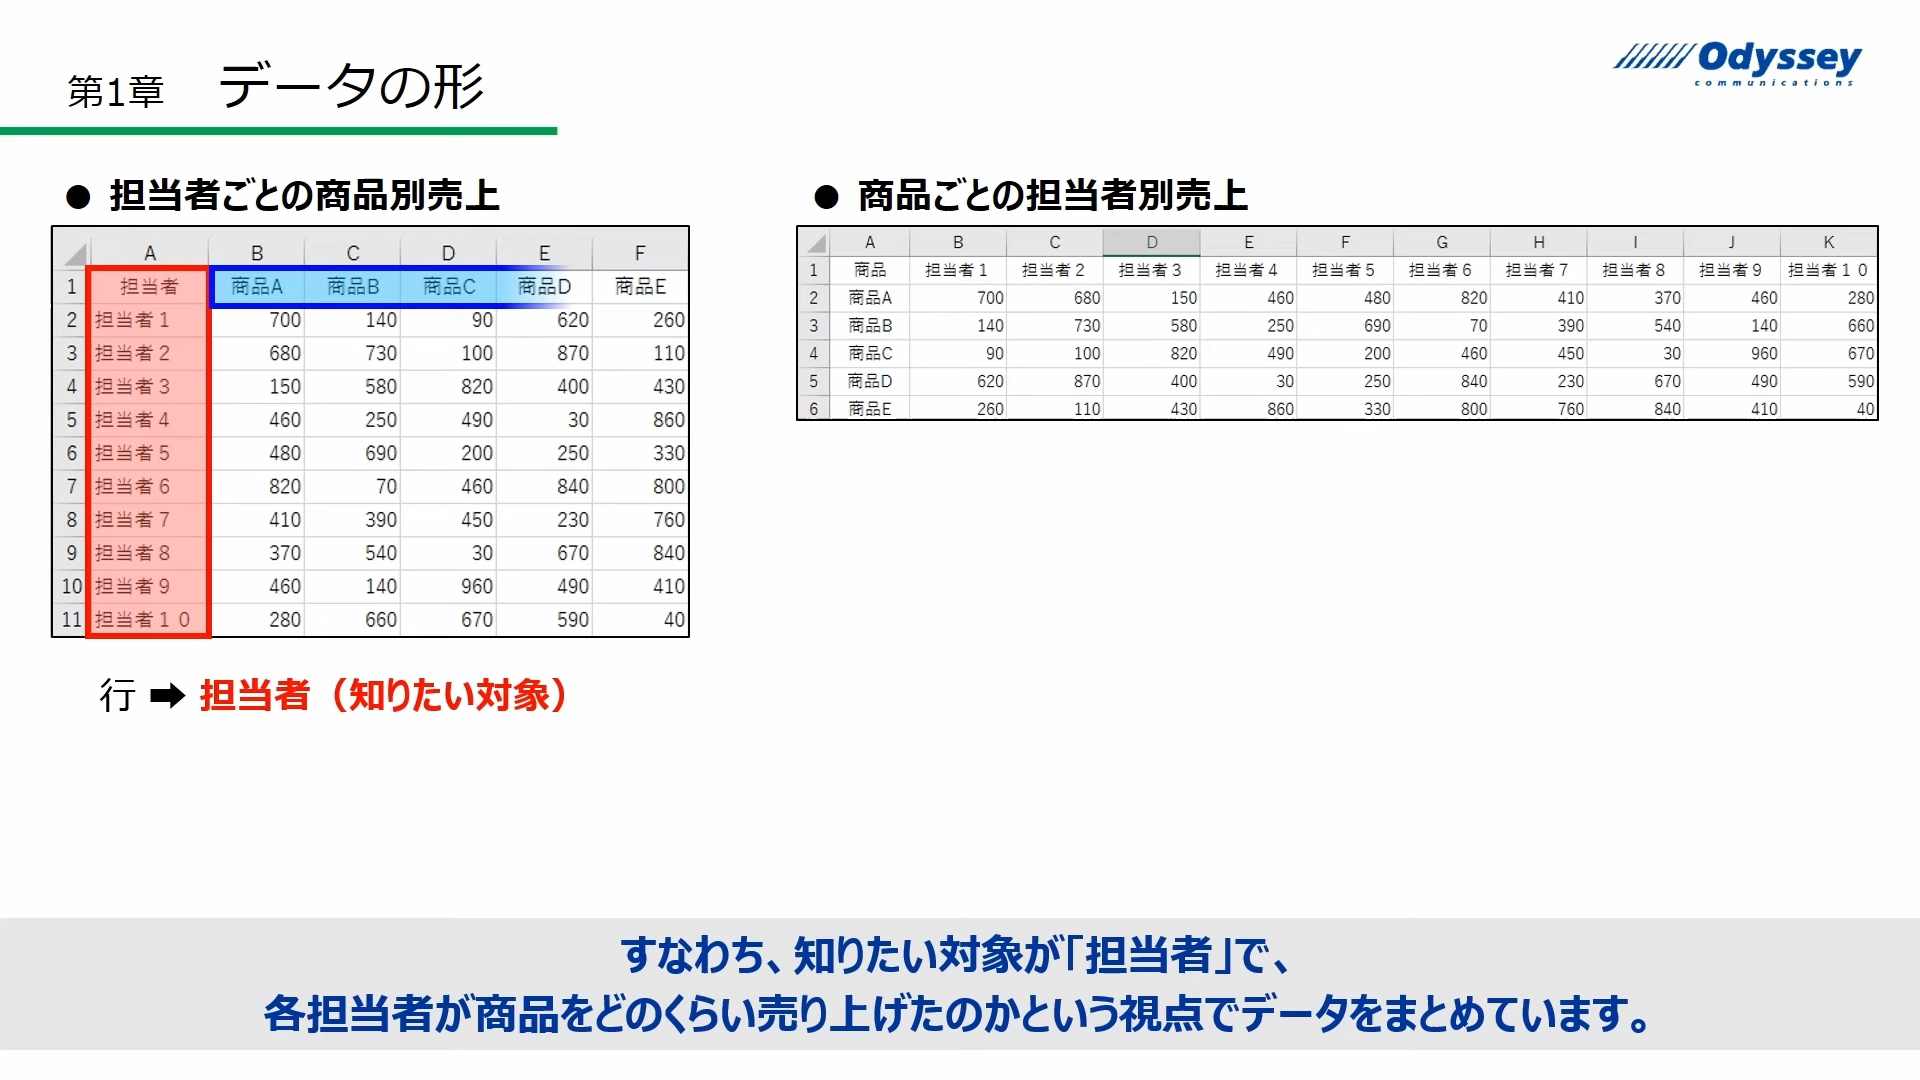 第1章 データの形
Odyssey
communications
● 担当者ごとの商品別売上
A B C D E F
1 担当者 商品A 商品B 商品C 商品D 商品E
2 担当者１ 700 140 90 620 260
3 担当者２ 680 730 100 870 110
4 担当者３ 150 580 820 400 430
5 担当者４ 460 250 490 30 860
6 担当者５ 480 690 200 250 330
7 担当者６ 820 70 460 840 800
8 担当者７ 410 390 450 230 760
9 担当者８ 370 540 30 670 840
10 担当者９ 460 140 960 490 410
11 担当者１０ 280 660 670 590 40
行 ➡ 担当者（知りたい対象）
● 商品ごとの担当者別売上
A B C D E F G H I J K
1 商品 担当者１ 担当者２ 担当者３ 担当者４ 担当者５ 担当者６ 担当者７ 担当者８ 担当者９ 担当者１０
2 商品A 700 680 150 460 480 820 410 370 460 280
3 商品B 140 730 580 250 690 70 390 540 140 660
4 商品C 90 100 820 490 200 460 450 30 960 670
5 商品D 620 870 400 30 250 840 230 670 490 590
6 商品E 260 110 430 860 330 800 760 840 410 40
すなわち、知りたい対象が「担当者」で、
各担当者が商品をどのくらい売り上げたのかという視点でデータをまとめています。